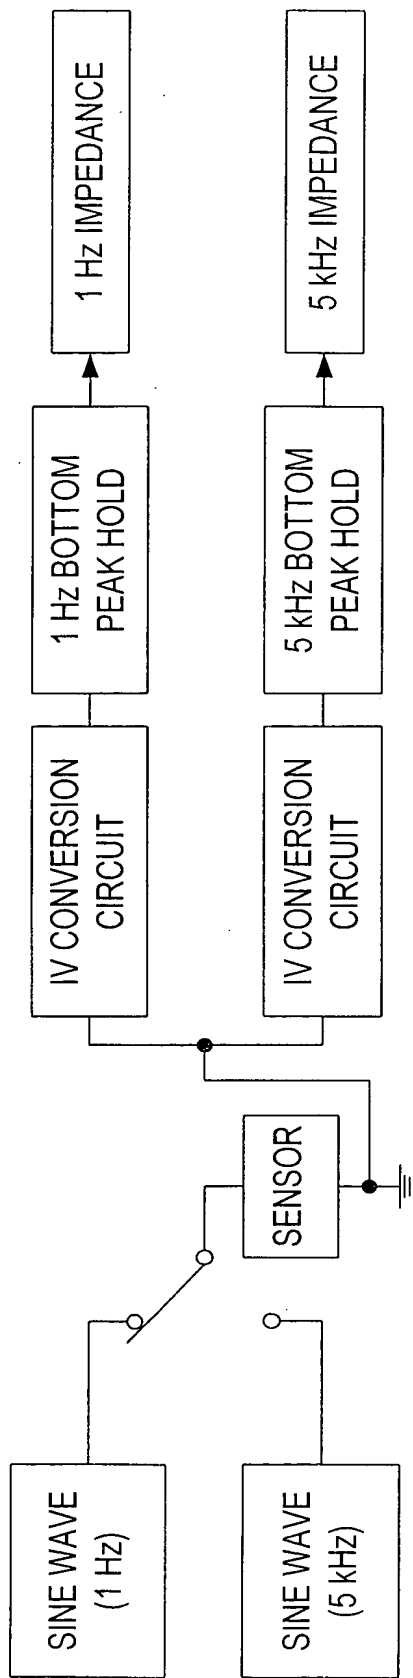 SINE WAVE
(1 Hz)
SINE WAVE
(5 kHz)
SENSOR
IV CONVERSION
CIRCUIT
IV CONVERSION
CIRCUIT
1 Hz BOTTOM
PEAK HOLD
5 kHz BOTTOM
PEAK HOLD
1 Hz IMPEDANCE
5 kHz IMPEDANCE